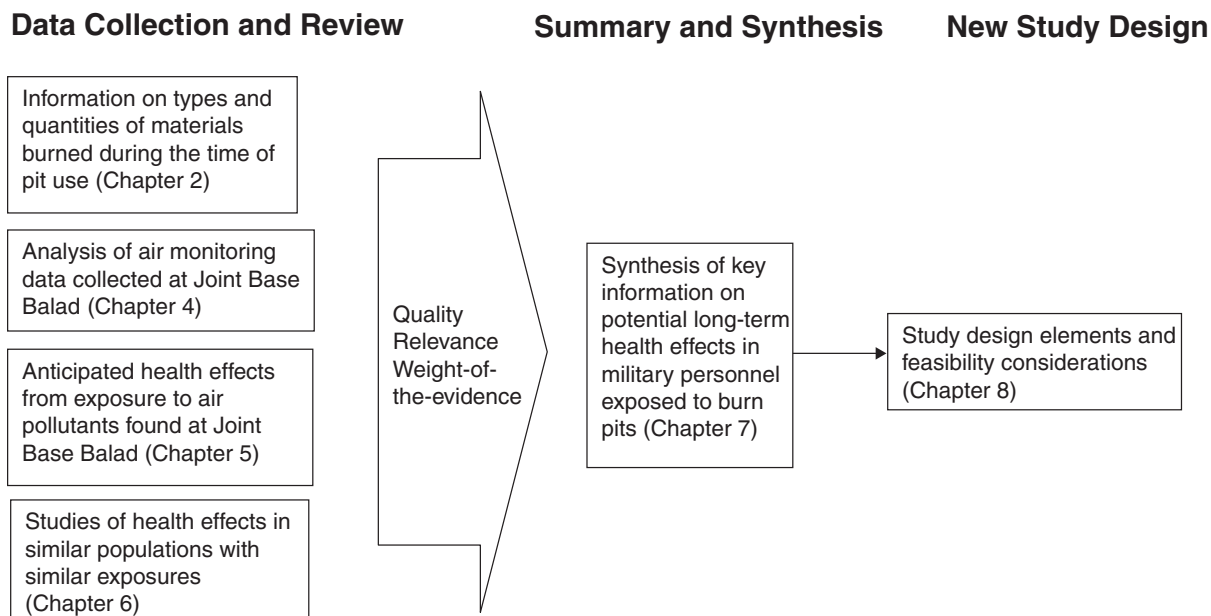 Data Collection and Review
Summary and Synthesis
New Study Design
Information on types and
quantities of materials
burned during the time of
pit use (Chapter 2)
Analysis of air monitoring
data collected at Joint Base
Balad (Chapter 4)
Anticipated health effects
from exposure to air
pollutants found at Joint
Base Balad (Chapter 5)
Studies of health effects in
similar populations with
similar exposures
(Chapter 6)
Quality
Relevance
Weight-of-
the-evidence
Synthesis of key
information on
potential long-term
health effects in
military personnel
exposed to burn
pits (Chapter 7)
Study design elements and
feasibility considerations
(Chapter 8)